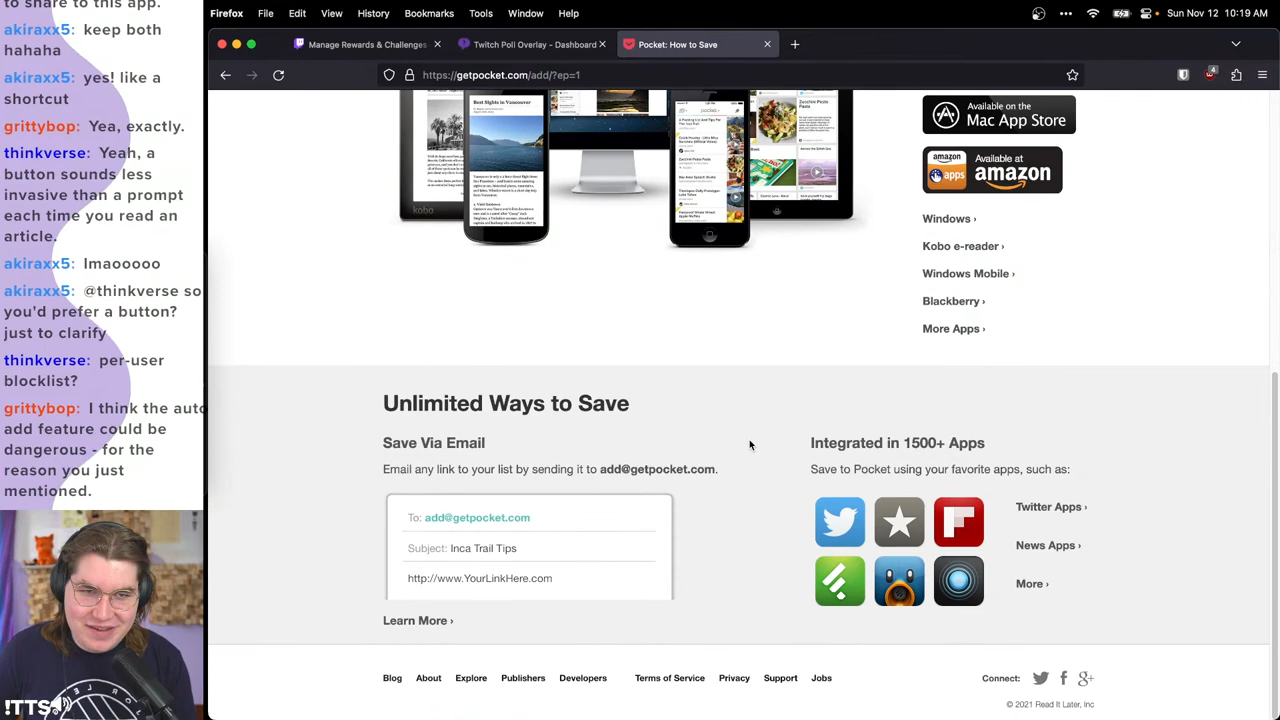 Firefox File Edit View History Bookmarks Tools Window Help
Sun Nov 12 10:19 AM
Manage Rewards & Challenges
Twitch Poll Overlay - Dashboard
Pocket: How to Save
https://getpocket.com/add/?ep=1
to share to this app.
akiraxx5: keep both
hahaha
akiraxx5: yes! like a
shortcut
grittybop: Yea, exactly.
thinkverse: a
button sounds less
than a prompt
each time you read an
article.
akiraxx5: lmaooooo
akiraxx5: @thinkverse so
you'd prefer a button?
just to clarify
thinkverse: per-user
blocklist?
grittybop: I think the auto
add feature could be
dangerous - for the
reason you just
mentioned.
!TTS
Best Sights in Vancouver
kobo
Available on the
Mac App Store
Available at
amazon
apps
Windows ›
Kobo e-reader ›
Windows Mobile ›
Blackberry ›
More Apps ›
Unlimited Ways to Save
Save Via Email
Email any link to your list by sending it to add@getpocket.com.
To: add@getpocket.com
Subject: Inca Trail Tips
http://www.YourLinkHere.com
Learn More ›
Integrated in 1500+ Apps
Save to Pocket using your favorite apps, such as:
Twitter Apps ›
News Apps ›
More ›
Blog About Explore Publishers Developers Terms of Service Privacy Support Jobs
Connect:
© 2021 Read It Later, Inc